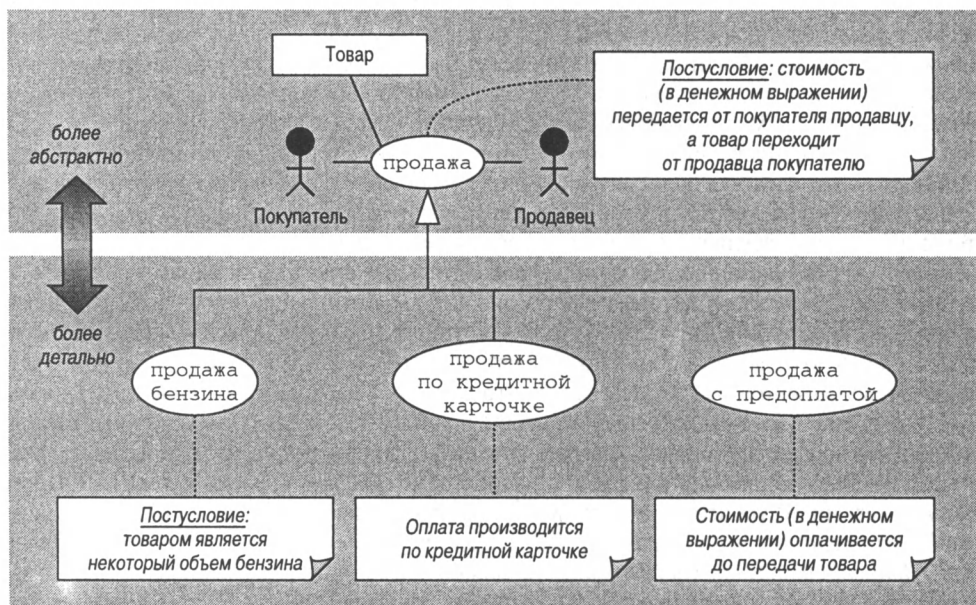 Товар
Постусловие: стоимость
(в денежном выражении)
передается от покупателя продавцу,
а товар переходит
от продавца покупателю
более
абстрактно
продажа
Покупатель
Продавец
более
детально
продажа
бензина
продажа
по кредитной
карточке
продажа
с предоплатой
Постусловие:
товаром является
некоторый объем бензина
Оплата производится
по кредитной карточке
Стоимость (в денежном
выражении) оплачивается
до передачи товара